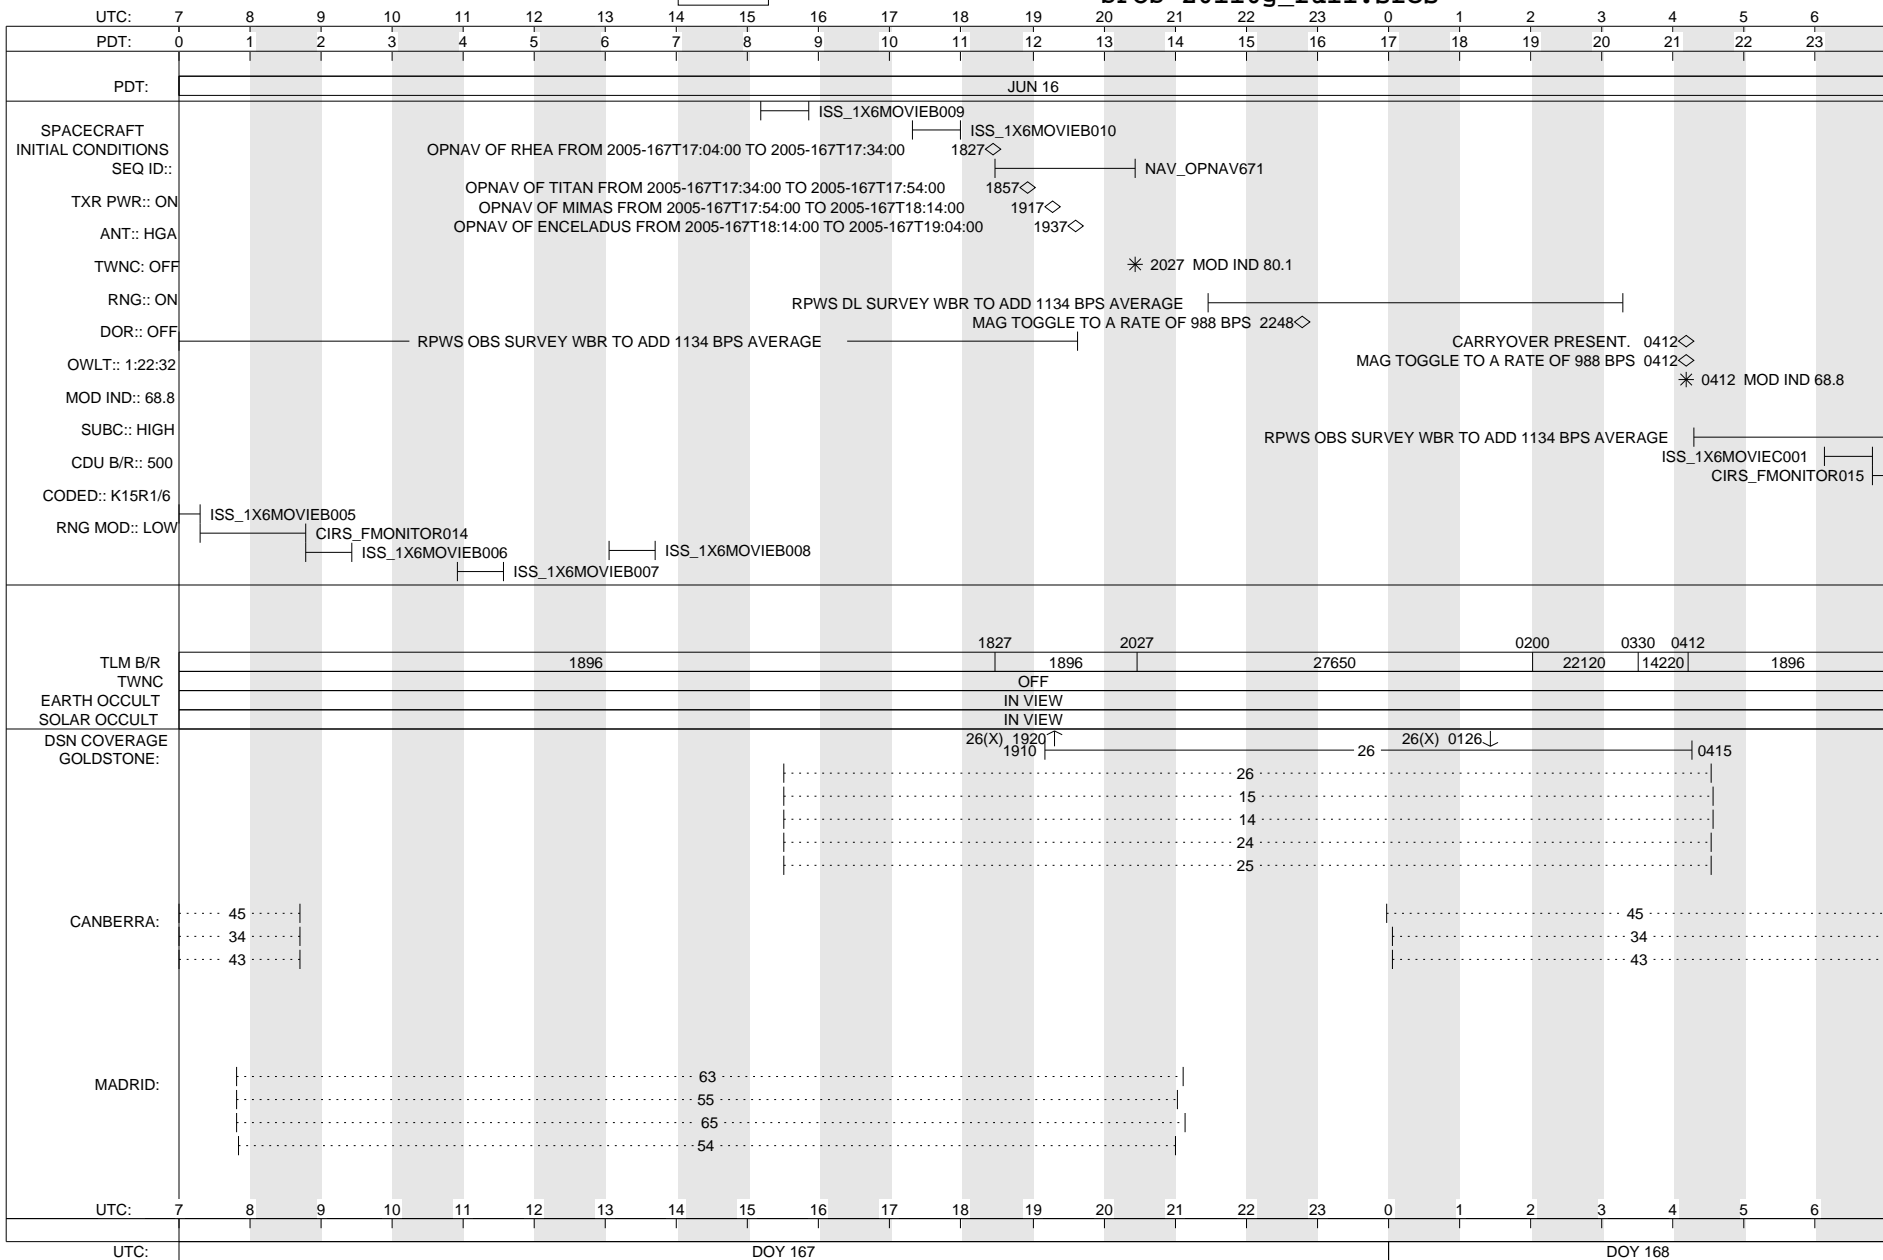 UTC: 7 8 9 10 11 12 13 14 15 16 17 18 19 20 21 22 23 0 1 2 3 4 5 6
PDT: 0 1 2 3 4 5 6 7 8 9 10 11 12 13 14 15 16 17 18 19 20 21 22 23
PDT: JUN 16
ISS_1X6MOVIEB009
SPACECRAFT ISS_1X6MOVIEB010
INITIAL CONDITIONS OPNAV OF RHEA FROM 2005-167T17:04:00 TO 2005-167T17:34:00 1827
SEQ ID:: NAV_OPNAV671
OPNAV OF TITAN FROM 2005-167T17:34:00 TO 2005-167T17:54:00 1857
TXR PWR:: ON OPNAV OF MIMAS FROM 2005-167T17:54:00 TO 2005-167T18:14:00 1917
ANT:: HGA OPNAV OF ENCELADUS FROM 2005-167T18:14:00 TO 2005-167T19:04:00 1937
TWNC: OFF 2027 MOD IND 80.1
RNG:: ON RPWS DL SURVEY WBR TO ADD 1134 BPS AVERAGE
MAG TOGGLE TO A RATE OF 988 BPS 2248
DOR:: OFF RPWS OBS SURVEY WBR TO ADD 1134 BPS AVERAGE CARRYOVER PRESENT. 0412
OWLT:: 1:22:32 MAG TOGGLE TO A RATE OF 988 BPS 0412
0412 MOD IND 68.8
MOD IND:: 68.8
SUBC:: HIGH RPWS OBS SURVEY WBR TO ADD 1134 BPS AVERAGE
CDU B/R:: 500 ISS_1X6MOVIEC001
CIRS_FMONITOR015
CODED:: K15R1/6
ISS_1X6MOVIEB005
RNG MOD:: LOW CIRS_FMONITOR014
ISS_1X6MOVIEB006 ISS_1X6MOVIEB008
ISS_1X6MOVIEB007
1827 2027 0200 0330 0412
TLM B/R 1896 1896 27650 22120 14220 1896
TWNC OFF
EARTH OCCULT IN VIEW
SOLAR OCCULT IN VIEW
DSN COVERAGE 26(X) 1920 26(X) 0126
GOLDSTONE: 1910 26 0415
26
15
14
24
25
CANBERRA: 45 45
34 34
43 43
MADRID: 63
55
65
54
UTC: 7 8 9 10 11 12 13 14 15 16 17 18 19 20 21 22 23 0 1 2 3 4 5 6
UTC: DOY 167 DOY 168